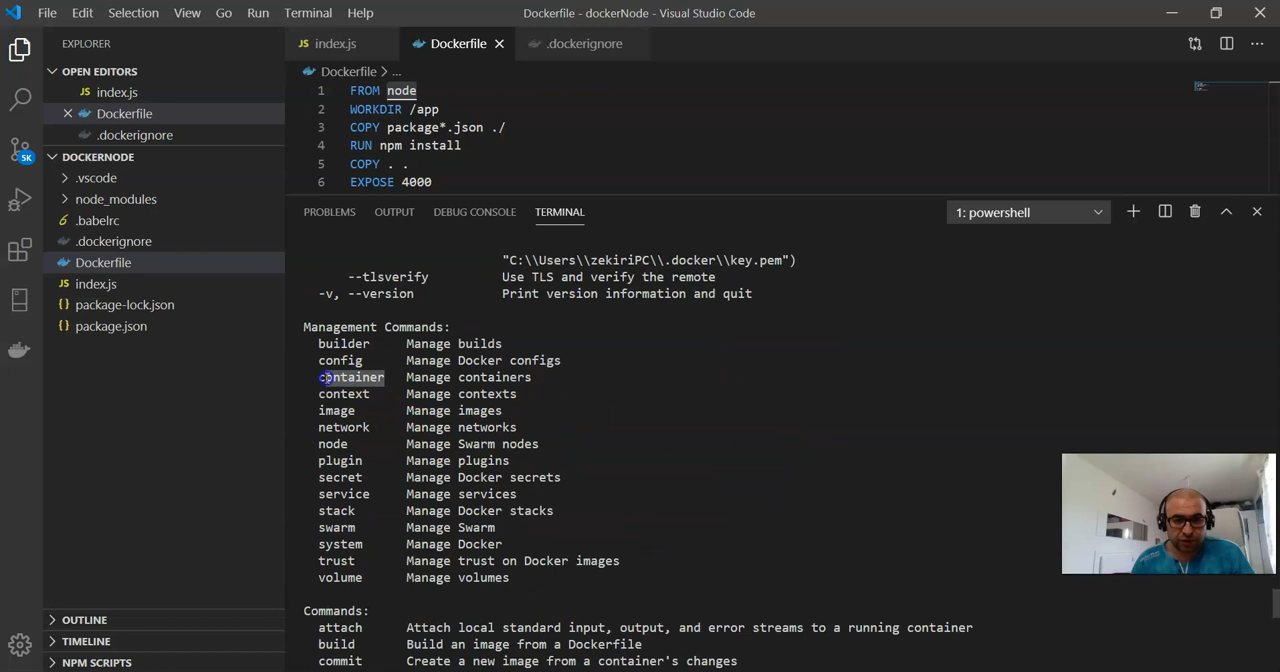 File Edit Selection View Go Run Terminal Help Dockerfile - dockerNode - Visual Studio Code
EXPLORER
OPEN EDITORS
index.js
Dockerfile
.dockerignore
DOCKERNODE
.vscode
node_modules
.babelrc
.dockerignore
Dockerfile
index.js
package-lock.json
package.json
OUTLINE
TIMELINE
NPM SCRIPTS
5K
JS index.js Dockerfile .dockerignore
Dockerfile > ...
1 FROM node
2 WORKDIR /app
3 COPY package*.json ./
4 RUN npm install
5 COPY . .
6 EXPOSE 4000
PROBLEMS OUTPUT DEBUG CONSOLE TERMINAL 1: powershell
"C:\\Users\\zekiriPC\\.docker\\key.pem")
--tlsverify Use TLS and verify the remote
-v, --version Print version information and quit
Management Commands:
builder Manage builds
config Manage Docker configs
container Manage containers
context Manage contexts
image Manage images
network Manage networks
node Manage Swarm nodes
plugin Manage plugins
secret Manage Docker secrets
service Manage services
stack Manage Docker stacks
swarm Manage Swarm
system Manage Docker
trust Manage trust on Docker images
volume Manage volumes
Commands:
attach Attach local standard input, output, and error streams to a running container
build Build an image from a Dockerfile
commit Create a new image from a container's changes